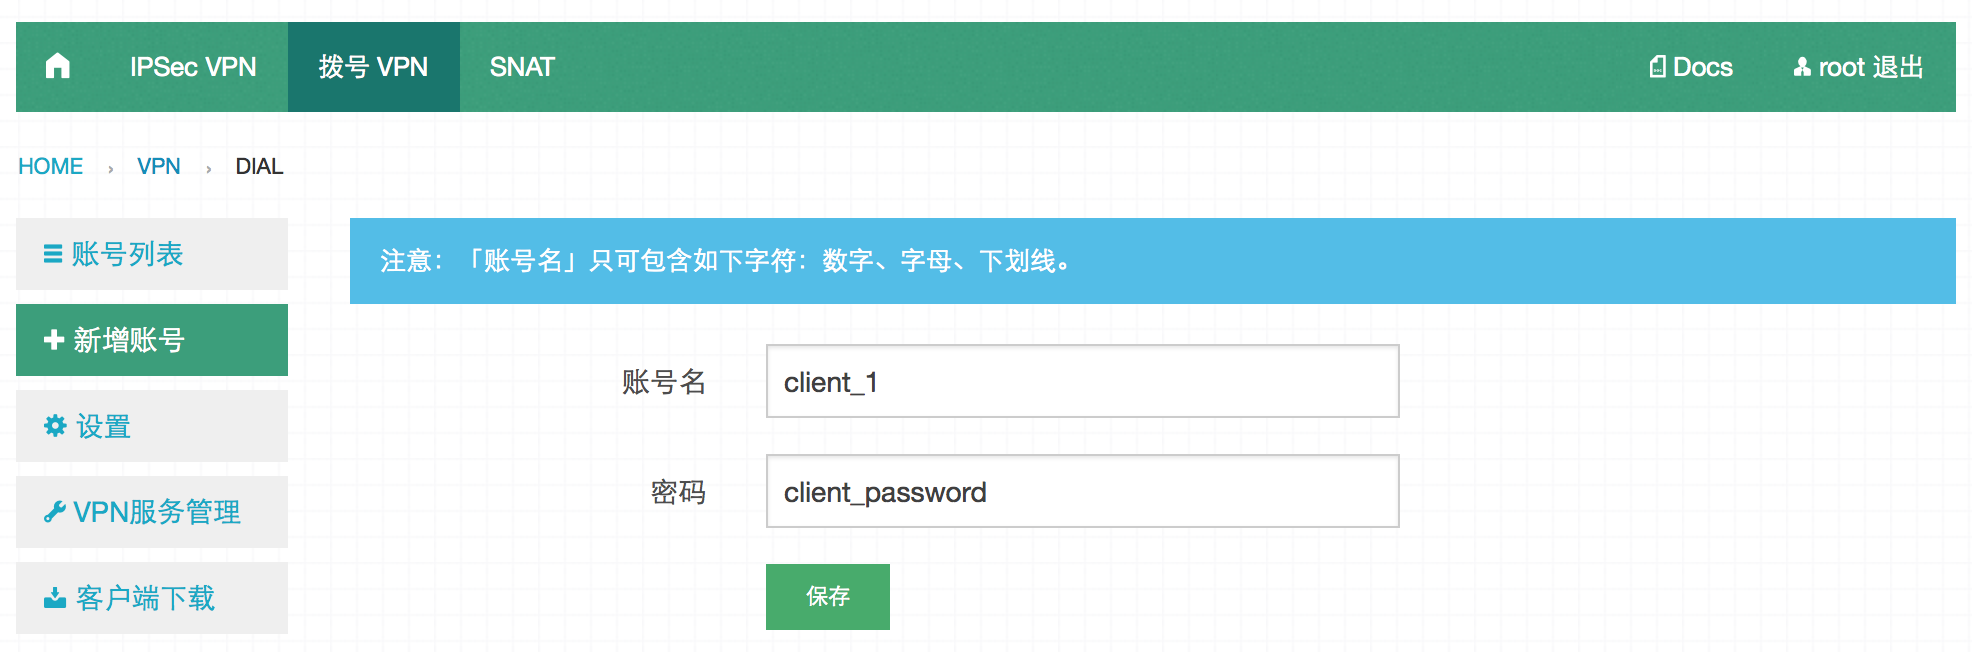 IPSec VPN 拨号 VPN SNAT Docs root 退出
HOME › VPN › DIAL
账号列表
新增账号
设置
VPN服务管理
客户端下载
注意：「账号名」只可包含如下字符：数字、字母、下划线。
账号名 client_1
密码 client_password
保存